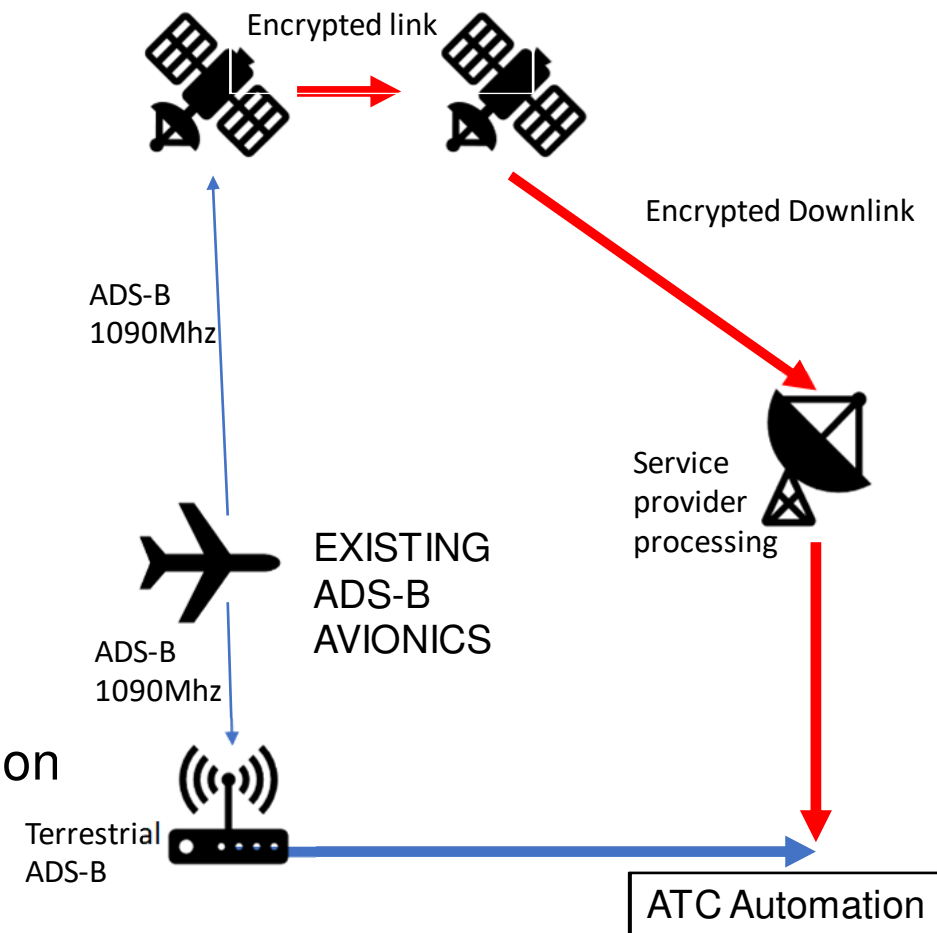 Encrypted link
Encrypted Downlink
ADS-B
1090Mhz
Service
provider
processing
EXISTING
ADS-B
AVIONICS
ADS-B
1090Mhz
on
Terrestrial
ADS-B
ATC Automation